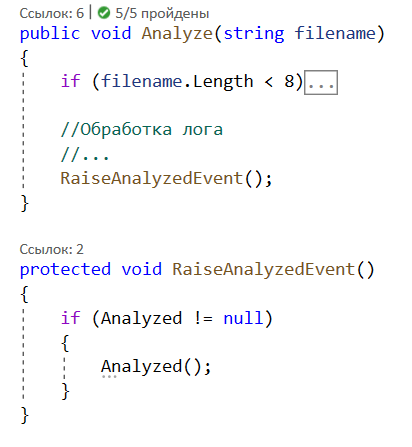 Ссылок: 6 | 5/5 пройдены
public void Analyze(string filename)
{
if (filename.Length < 8)...
//Обработка лога
//...
RaiseAnalyzedEvent();
}
Ссылок: 2
protected void RaiseAnalyzedEvent()
{
if (Analyzed != null)
{
Analyzed();
}
}